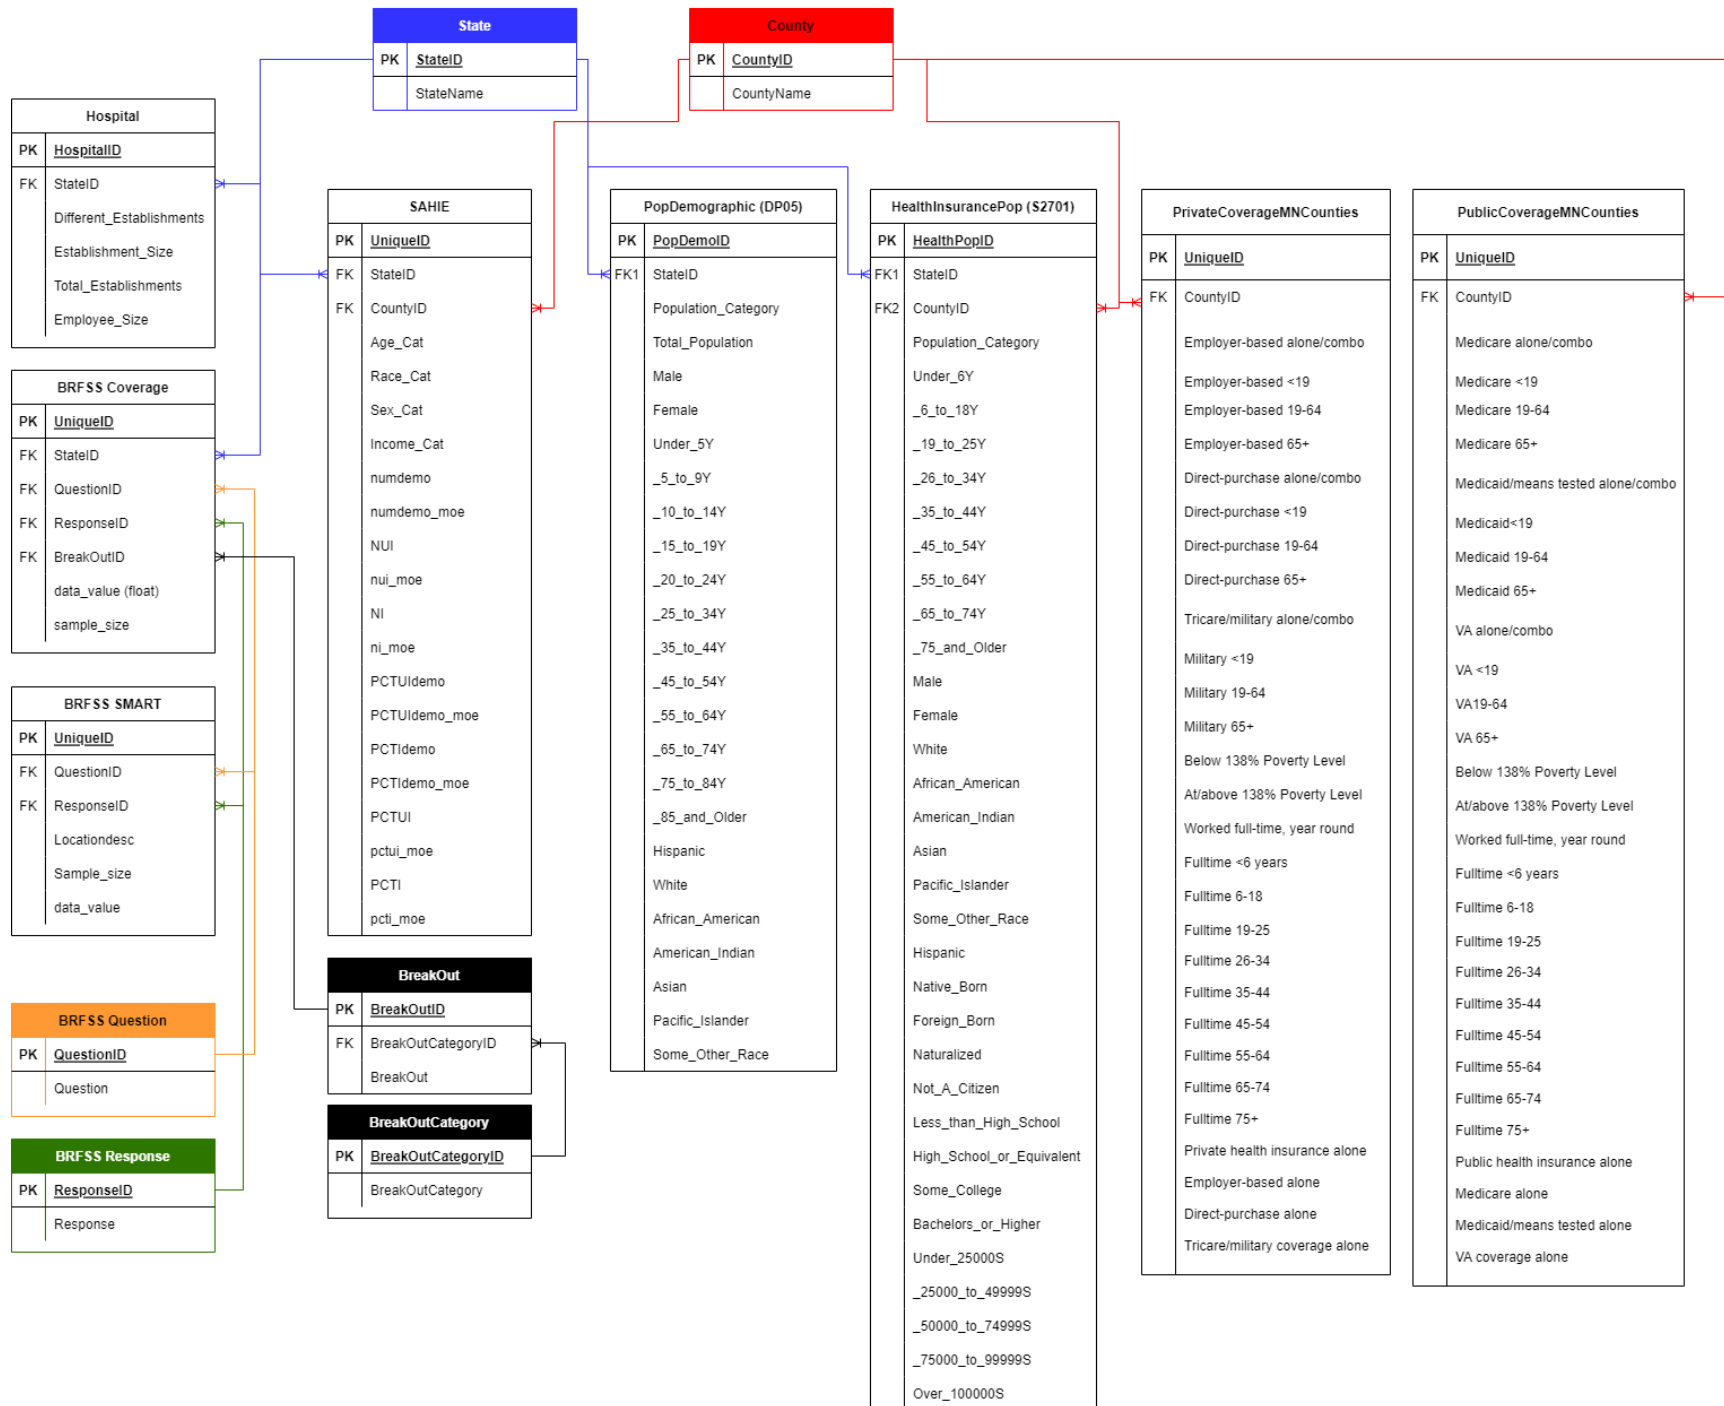 State
PK StateID
StateName
County
PK CountyID
CountyName
Hospital
PK HospitalID
FK StateID
Different_Establishments
Establishment_Size
Total_Establishments
Employee_Size
BRFSS Coverage
PK UniqueID
FK StateID
FK QuestionID
FK ResponseID
FK BreakOutID
data_value (float)
sample_size
BRFSS SMART
PK UniqueID
FK QuestionID
FK ResponseID
Locationdesc
Sample_size
data_value
BRFSS Question
PK QuestionID
Question
BRFSS Response
PK ResponseID
Response
SAHIE
PK UniqueID
FK StateID
FK CountyID
Age_Cat
Race_Cat
Sex_Cat
Income_Cat
numdemo
numdemo_moe
NUI
nui_moe
NI
ni_moe
PCTUIdemo
PCTUIdemo_moe
PCTIdemo
PCTIdemo_moe
PCTUI
pctui_moe
PCTI
pcti_moe
BreakOut
PK BreakOutID
FK BreakOutCategoryID
BreakOut
BreakOutCategory
PK BreakOutCategoryID
BreakOutCategory
PopDemographic (DP05)
PK PopDemoID
FK1 StateID
Population_Category
Total_Population
Male
Female
Under_5Y
_5_to_9Y
_10_to_14Y
_15_to_19Y
_20_to_24Y
_25_to_34Y
_35_to_44Y
_45_to_54Y
_55_to_64Y
_65_to_74Y
_75_to_84Y
_85_and_Older
Hispanic
White
African_American
American_Indian
Asian
Pacific_Islander
Some_Other_Race
HealthInsurancePop (S2701)
PK HealthPopID
FK1 StateID
FK2 CountyID
Population_Category
Under_6Y
_6_to_18Y
_19_to_25Y
_26_to_34Y
_35_to_44Y
_45_to_54Y
_55_to_64Y
_65_to_74Y
_75_and_Older
Male
Female
White
African_American
American_Indian
Asian
Pacific_Islander
Some_Other_Race
Hispanic
Native_Born
Foreign_Born
Naturalized
Not_A_Citizen
Less_than_High_School
High_School_or_Equivalent
Some_College
Bachelors_or_Higher
Under_25000S
_25000_to_49999S
_50000_to_74999S
_75000_to_99999S
Over_100000S
PrivateCoverageMNCounties
PK UniqueID
FK CountyID
Employer-based alone/combo
Employer-based <19
Employer-based 19-64
Employer-based 65+
Direct-purchase alone/combo
Direct-purchase <19
Direct-purchase 19-64
Direct-purchase 65+
Tricare/military alone/combo
Military <19
Military 19-64
Military 65+
Below 138% Poverty Level
At/above 138% Poverty Level
Worked full-time, year round
Fulltime <6 years
Fulltime 6-18
Fulltime 19-25
Fulltime 26-34
Fulltime 35-44
Fulltime 45-54
Fulltime 55-64
Fulltime 65-74
Fulltime 75+
Private health insurance alone
Employer-based alone
Direct-purchase alone
Tricare/military coverage alone
PublicCoverageMNCounties
PK UniqueID
FK CountyID
Medicare alone/combo
Medicare <19
Medicare 19-64
Medicare 65+
Medicaid/means tested alone/combo
Medicaid<19
Medicaid 19-64
Medicaid 65+
VA alone/combo
VA <19
VA19-64
VA 65+
Below 138% Poverty Level
At/above 138% Poverty Level
Worked full-time, year round
Fulltime <6 years
Fulltime 6-18
Fulltime 19-25
Fulltime 26-34
Fulltime 35-44
Fulltime 45-54
Fulltime 55-64
Fulltime 65-74
Fulltime 75+
Public health insurance alone
Medicare alone
Medicaid/means tested alone
VA coverage alone